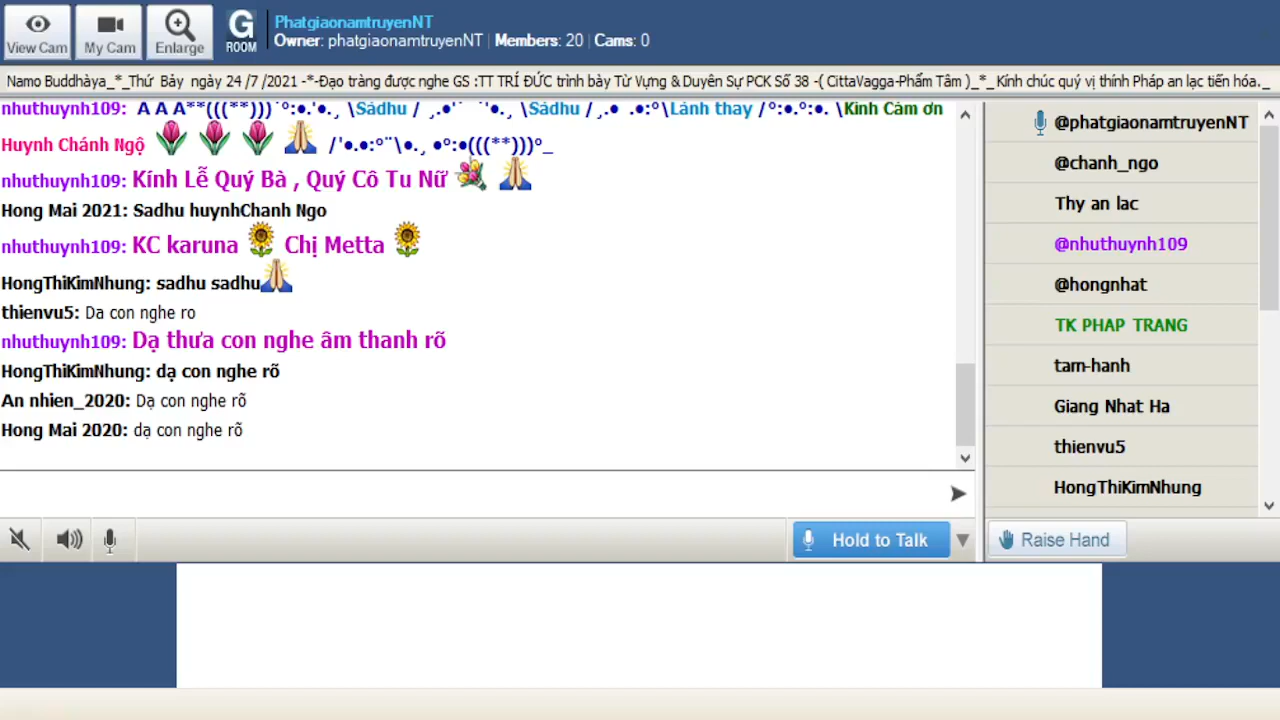 View Cam
My Cam
Enlarge
G
ROOM
PhatgiaonamtruyenNT
Owner: phatgiaonamtruyenNT | Members: 20 | Cams: 0
Namo Buddhàya_*_Thứ Bảy ngày 24 /7 /2021 -*-Đạo tràng được nghe GS :TT TRÍ ĐỨC trình bày Từ Vựng & Duyên Sự PCK Số 38 -( CittaVagga-Phẩm Tâm )_*_ Kính chúc quý vị thính Pháp an lạc tiến hóa._
nhuthuynh109: A A A**(((**)))˙°:●.'●.¸ \Sàdhu / ¸.●'˙ ˙'●.¸ \Sàdhu / ,.● .●:°\Lành thay /°:●.°:●. \Kính Cảm ơn
Huynh Chánh Ngộ /'●.●:°¨\●.¸ ●°:●(((**)))°_
nhuthuynh109: Kính Lễ Quý Bà , Quý Cô Tu Nữ
Hong Mai 2021: Sadhu huynhChanh Ngo
nhuthuynh109: KC karuna Chị Metta
HongThiKimNhung: sadhu sadhu
thienvu5: Da con nghe ro
nhuthuynh109: Dạ thưa con nghe âm thanh rõ
HongThiKimNhung: dạ con nghe rõ
An nhien_2020: Dạ con nghe rõ
Hong Mai 2020: dạ con nghe rõ
@phatgiaonamtruyenNT
@chanh_ngo
Thy an lac
@nhuthuynh109
@hongnhat
TK PHAP TRANG
tam-hanh
Giang Nhat Ha
thienvu5
HongThiKimNhung
Hold to Talk
Raise Hand